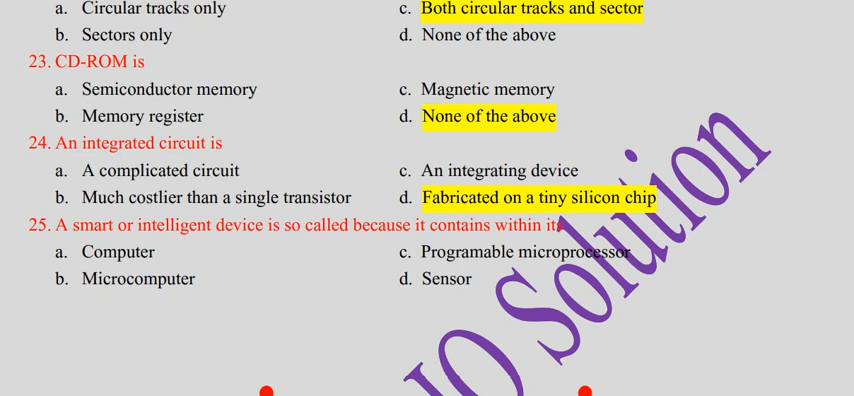 a. Circular tracks only c. Both circular tracks and sector
b. Sectors only d. None of the above
23. CD-ROM is
a. Semiconductor memory c. Magnetic memory
b. Memory register d. None of the above
24. An integrated circuit is
a. A complicated circuit c. An integrating device
b. Much costlier than a single transistor d. Fabricated on a tiny silicon chip
25. A smart or intelligent device is so called because it contains within its
a. Computer c. Programable microprocessor
b. Microcomputer d. Sensor
Solution